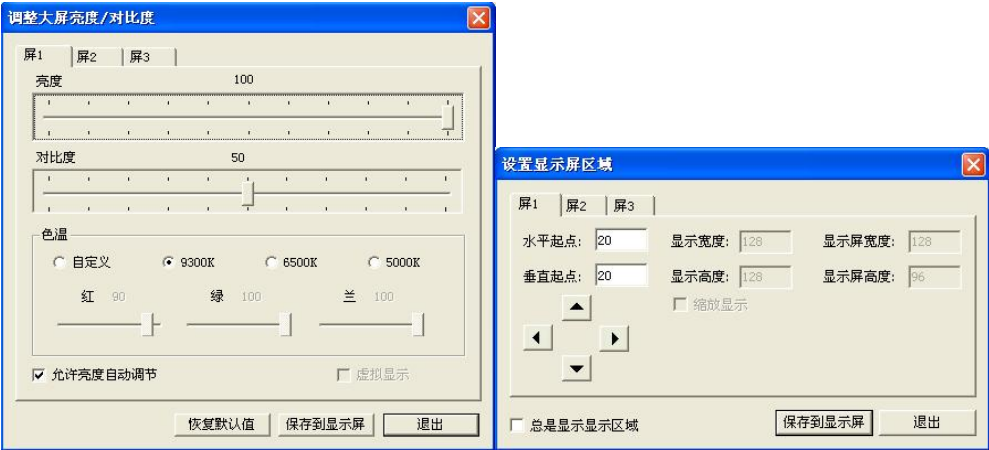 调整大屏亮度/对比度
屏1 屏2 屏3
亮度 100
对比度 50
色温
自定义 9300K 6500K 5000K
红 90 绿 100 兰 100
允许亮度自动调节 虚拟显示
恢复默认值 保存到显示屏 退出
设置显示屏区域
屏1 屏2 屏3
水平起点: 20 显示宽度: 128 显示屏宽度: 128
垂直起点: 20 显示高度: 128 显示屏高度: 96
缩放显示
总是显示显示区域 保存到显示屏 退出